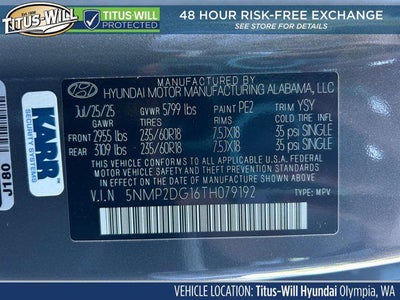 TITUS-WILL
TITUS-WILL PROTECTED
48 HOUR RISK-FREE EXCHANGE
See Olympia Store for Details
MANUFACTURED BY
HYUNDAI MOTOR MANUFACTURING ALABAMA, LLC
Jul/25/25 GVWR 5799 lbs PAINT PE2 TRIM YSY
GAWR TIRES RIMS COLD TIRE INFL
FRONT 2955 lbs 235/60R18 7.5JX18 35 psi SINGLE
REAR 3109 lbs 235/60R18 7.5JX18 35 psi SINGLE
THIS VEHICLE CONFORMS TO ALL APPLICABLE U.S.A. FEDERAL
MOTOR VEHICLE SAFETY, BUMPER, AND
THEFT PREVENTION STANDARDS IN EFFECT ON THE DATE OF
MANUFACTURE SHOWN ABOVE.
V.I.N 5NMP2DG16TH079192 TYPE: MPV
KARR
SECURITY SYSTEMS
J180
VEHICLE LOCATION: Titus-Will Hyundai Olympia, WA